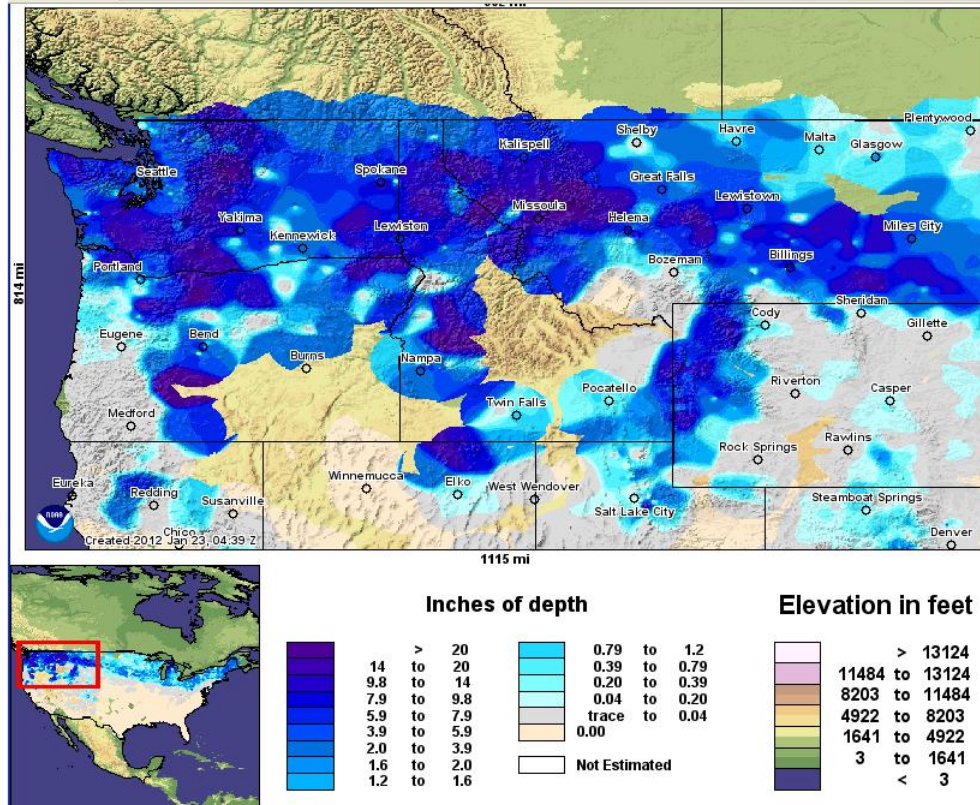 Plentywood
Shelby
Havre
Malta
Kalispell
Glasgow
Seattle
Spokane
Great Falls
Missoula
Lewistown
Yakima
Lewiston
Helena
Miles City
Kennewick
Billings
Portland
Bozeman
814 mi
Sheridan
Cody
Gillette
Eugene
Bend
Burns
Nampa
Riverton
Casper
Pocatello
Twin Falls
Medford
Rock Springs
Rawlins
Eureka
Winnemucca
Elko
West Wendover
Redding
Susanville
Salt Lake City
Steamboat Springs
NOAA
Chico
Denver
Created 2012 Jan 23, 04:39 Z
1115 mi
Inches of depth
> 20
14 to 20
9.8 to 14
7.9 to 9.8
5.9 to 7.9
3.9 to 5.9
2.0 to 3.9
1.6 to 2.0
1.2 to 1.6
0.79 to 1.2
0.39 to 0.79
0.20 to 0.39
0.04 to 0.20
trace to 0.04
0.00
Not Estimated
Elevation in feet
> 13124
11484 to 13124
8203 to 11484
4922 to 8203
1641 to 4922
3 to 1641
< 3